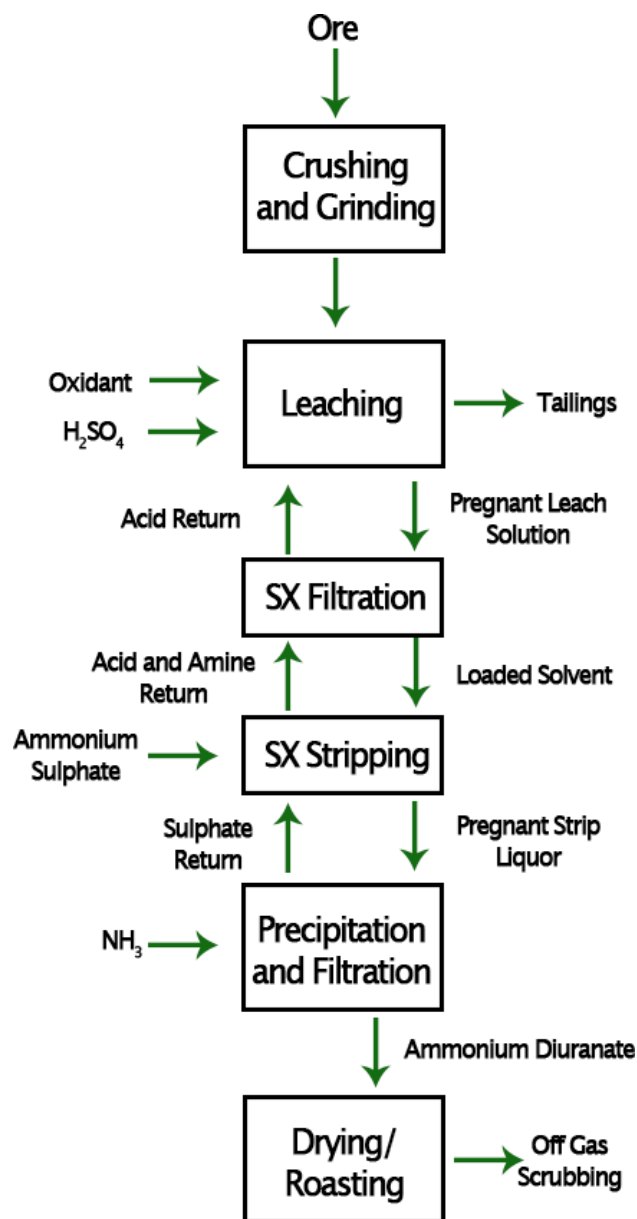 Ore
Crushing
and Grinding
Oxidant
H₂SO₄
Leaching
Tailings
Acid Return
Pregnant Leach
Solution
SX Filtration
Acid and Amine
Return
Loaded Solvent
Ammonium
Sulphate
SX Stripping
Sulphate
Return
Pregnant Strip
Liquor
NH₃
Precipitation
and Filtration
Ammonium Diuranate
Drying/
Roasting
Off Gas
Scrubbing